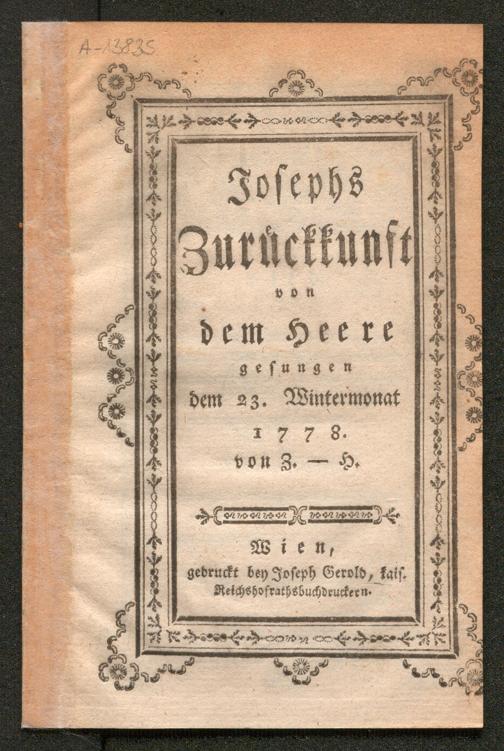 A-13835
Josephs
Zurückkunft
von
dem Heere
gesungen
dem 23. Wintermonat
1778.
von Z. — H.
Wien,
gedruckt bey Joseph Gerold, kais.
Reichshofrathsbuchdruckern.